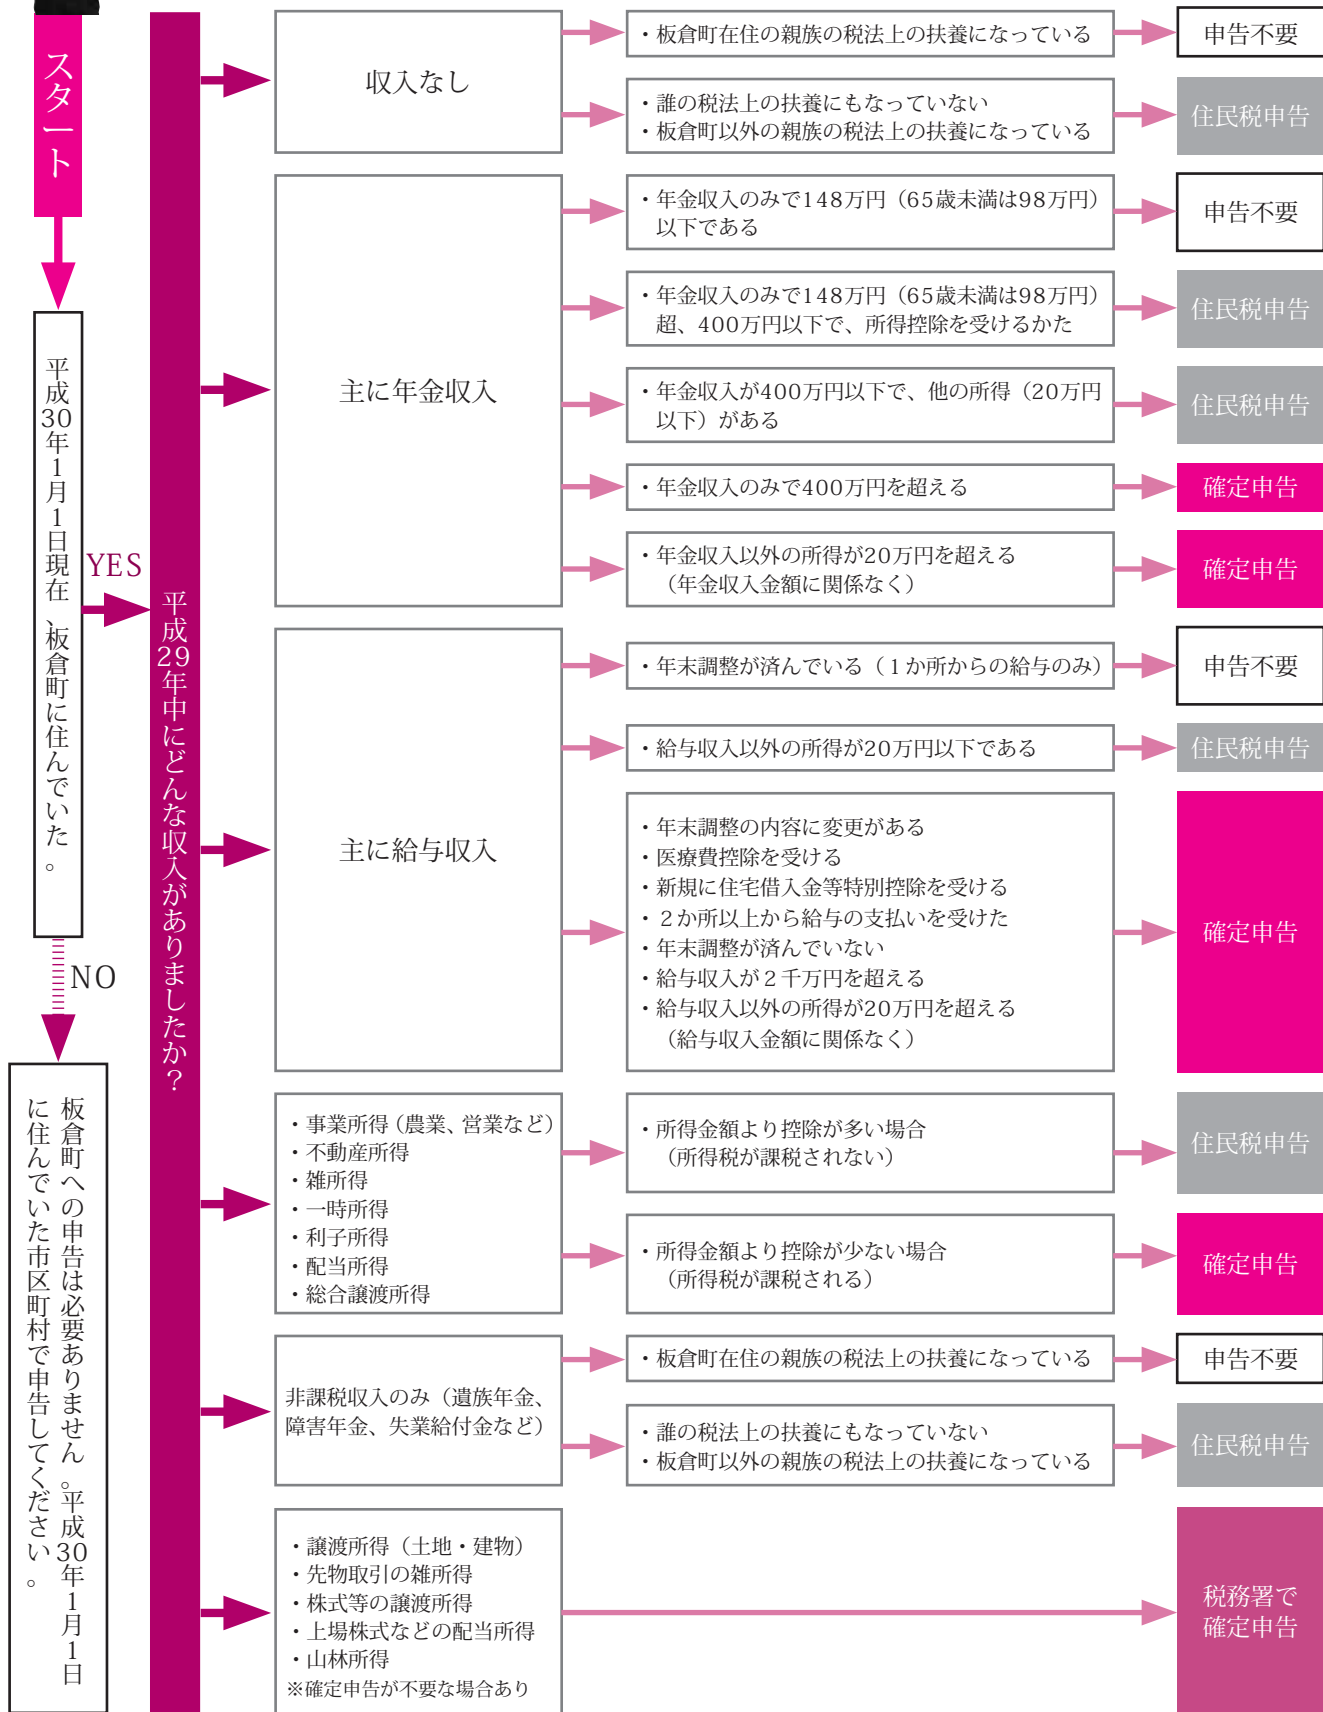 スタート
平成30年1月1日現在、板倉町に住んでいた。
YES
NO
板倉町への申告は必要ありません。平成30年1月1日
に住んでいた市区町村で申告してください。
平成29年中にどんな収入がありましたか？
収入なし
・板倉町在住の親族の税法上の扶養になっている
申告不要
・誰の税法上の扶養にもなっていない
・板倉町以外の親族の税法上の扶養になっている
住民税申告
主に年金収入
・年金収入のみで148万円（65歳未満は98万円）
以下である
申告不要
・年金収入のみで148万円（65歳未満は98万円）
超、400万円以下で、所得控除を受けるかた
住民税申告
・年金収入が400万円以下で、他の所得（20万円
以下）がある
住民税申告
・年金収入のみで400万円を超える
確定申告
・年金収入以外の所得が20万円を超える
（年金収入金額に関係なく）
確定申告
主に給与収入
・年末調整が済んでいる（１か所からの給与のみ）
申告不要
・給与収入以外の所得が20万円以下である
住民税申告
・年末調整の内容に変更がある
・医療費控除を受ける
・新規に住宅借入金等特別控除を受ける
・２か所以上から給与の支払いを受けた
・年末調整が済んでいない
・給与収入が２千万円を超える
・給与収入以外の所得が20万円を超える
（給与収入金額に関係なく）
確定申告
・事業所得（農業、営業など）
・不動産所得
・雑所得
・一時所得
・利子所得
・配当所得
・総合譲渡所得
・所得金額より控除が多い場合
（所得税が課税されない）
住民税申告
・所得金額より控除が少ない場合
（所得税が課税される）
確定申告
非課税収入のみ（遺族年金、
障害年金、失業給付金など）
・板倉町在住の親族の税法上の扶養になっている
申告不要
・誰の税法上の扶養にもなっていない
・板倉町以外の親族の税法上の扶養になっている
住民税申告
・譲渡所得（土地・建物）
・先物取引の雑所得
・株式等の譲渡所得
・上場株式などの配当所得
・山林所得
※確定申告が不要な場合あり
税務署で
確定申告